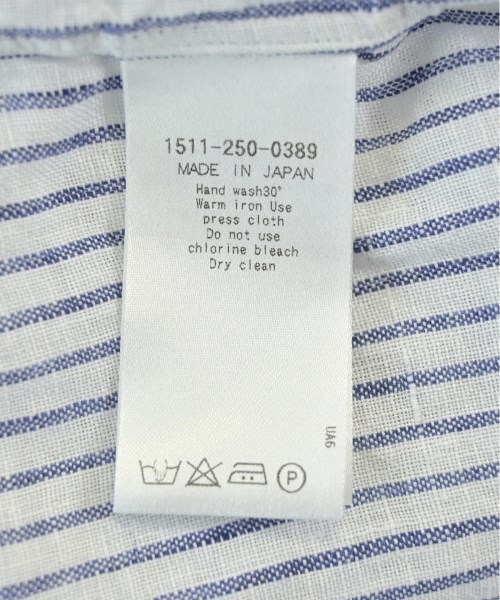 1511-250-0389
MADE IN JAPAN
Hand wash30°
Warm iron Use
press cloth
Do not use
chlorine bleach
Dry clean
UA6
P